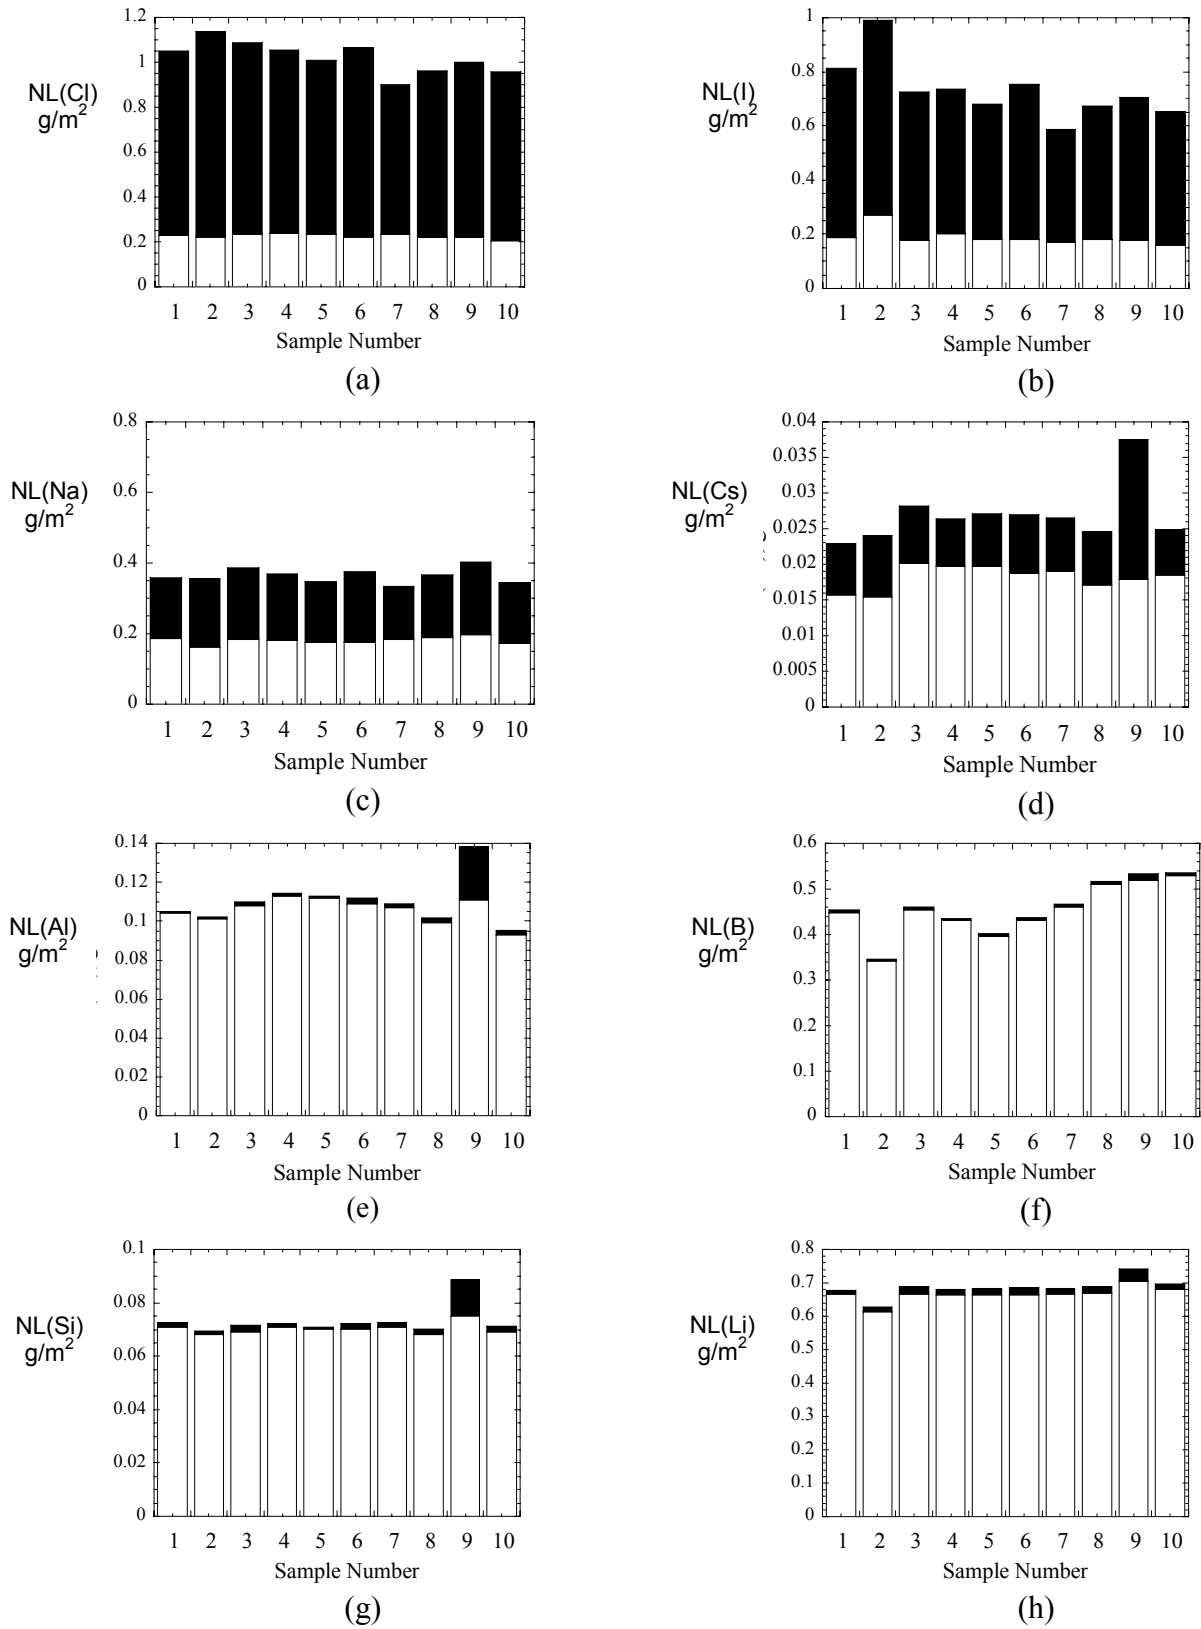 1.2
1
0.8
0.6
0.4
0.2
0
NL(Cl)
g/m2
1 2 3 4 5 6 7 8 9 10
Sample Number
(a)
1
0.8
0.6
0.4
0.2
0
NL(I)
g/m2
1 2 3 4 5 6 7 8 9 10
Sample Number
(b)
0.8
0.6
0.4
0.2
0
NL(Na)
g/m2
1 2 3 4 5 6 7 8 9 10
Sample Number
(c)
0.04
0.035
0.03
0.025
0.02
0.015
0.01
0.005
0
NL(Cs)
g/m2
1 2 3 4 5 6 7 8 9 10
Sample Number
(d)
0.14
0.12
0.1
0.08
0.06
0.04
0.02
0
NL(Al)
g/m2
1 2 3 4 5 6 7 8 9 10
Sample Number
(e)
0.6
0.5
0.4
0.3
0.2
0.1
0
NL(B)
g/m2
1 2 3 4 5 6 7 8 9 10
Sample Number
(f)
0.1
0.08
0.06
0.04
0.02
0
NL(Si)
g/m2
1 2 3 4 5 6 7 8 9 10
Sample Number
(g)
0.8
0.7
0.6
0.5
0.4
0.3
0.2
0.1
0
NL(Li)
g/m2
1 2 3 4 5 6 7 8 9 10
Sample Number
(h)